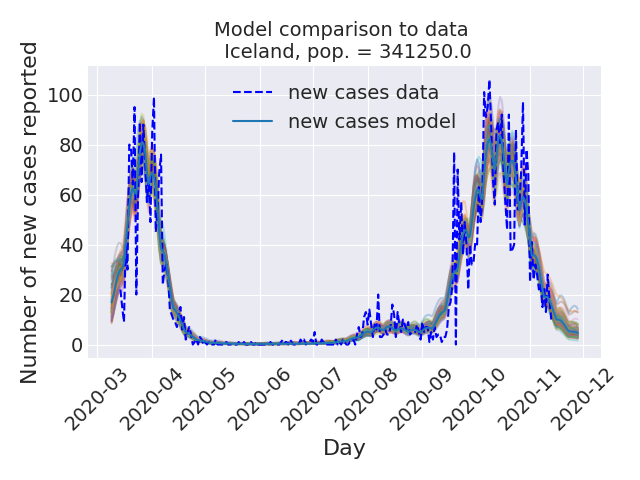 Model comparison to data
Iceland, pop. = 341250.0
Number of new cases reported
100
80
60
40
20
0
new cases data
new cases model
2020-03
2020-04
2020-05
2020-06
2020-07
2020-08
2020-09
2020-10
2020-11
2020-12
Day